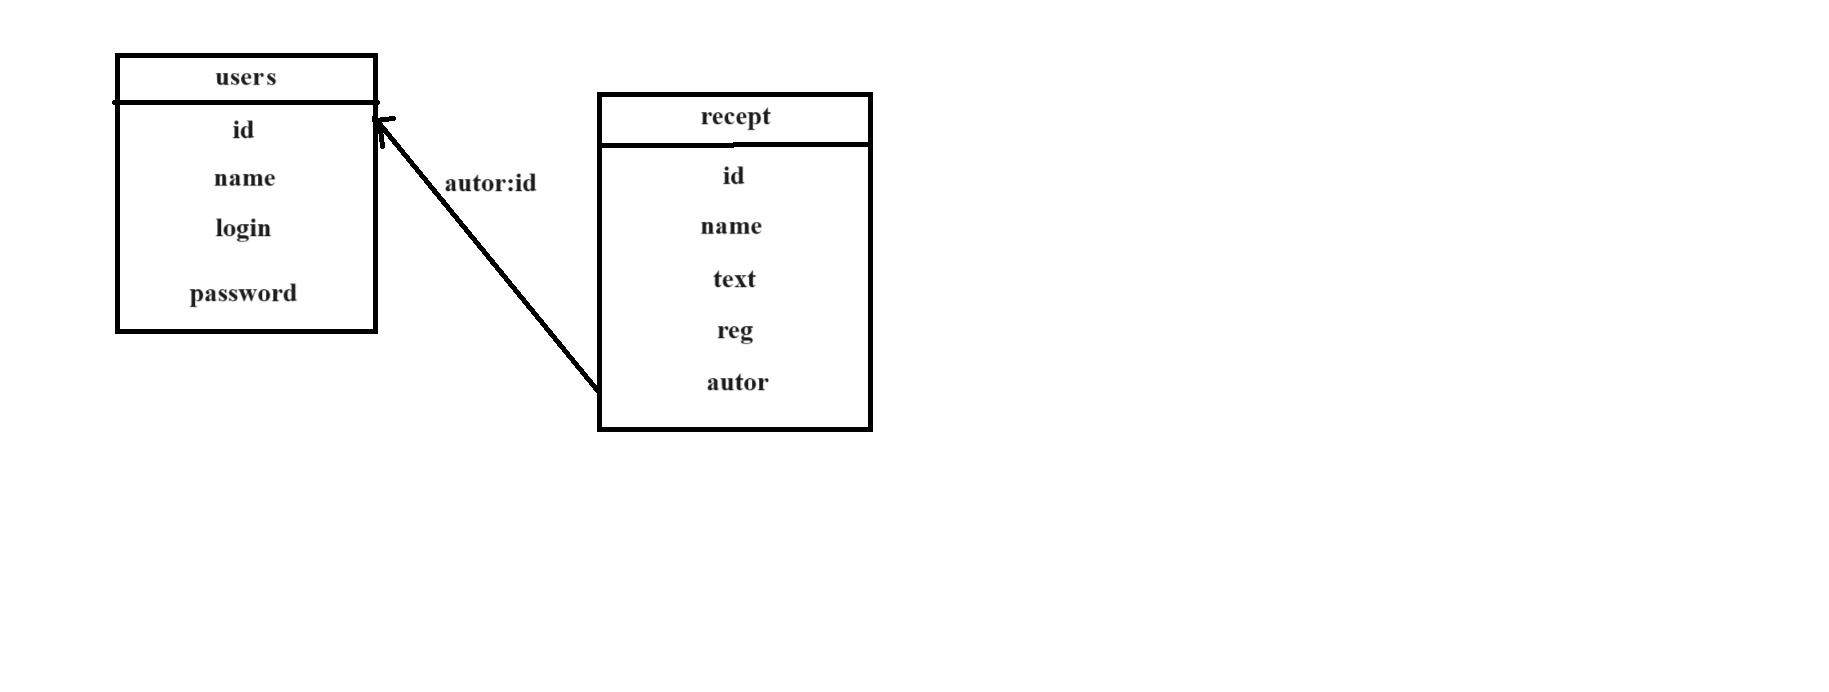 users
id
name
login
password
autor:id
recept
id
name
text
reg
autor